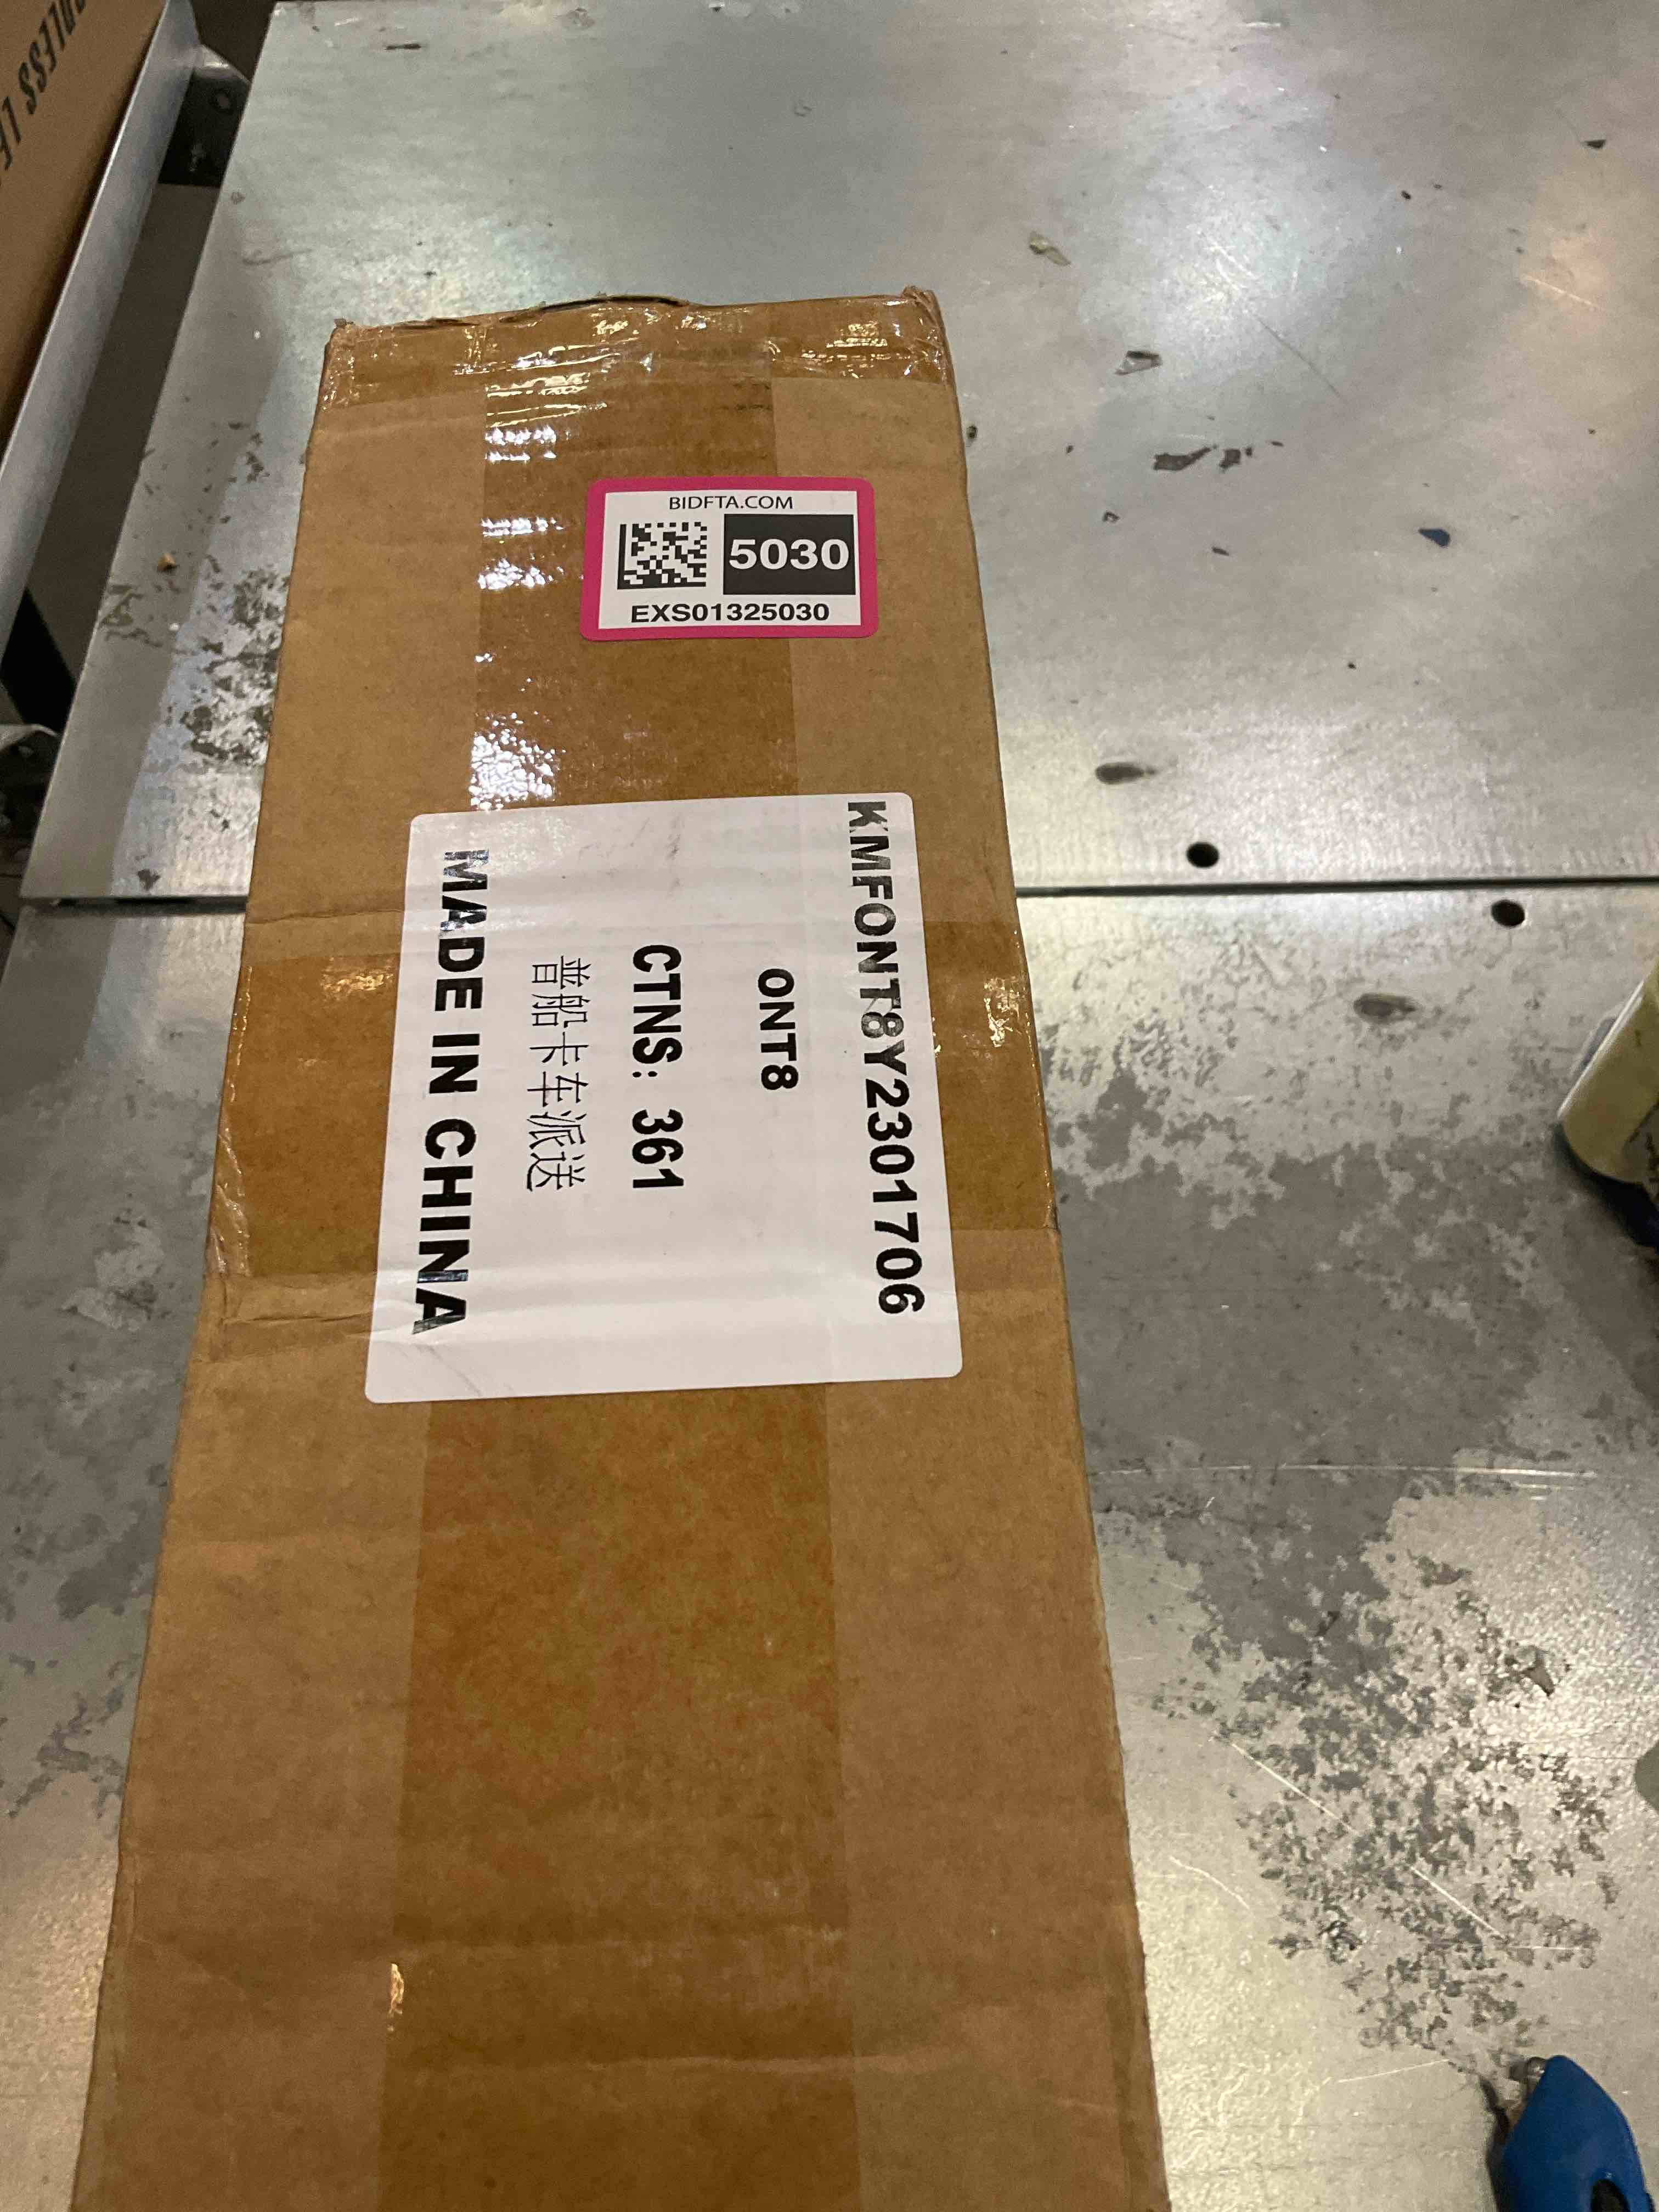 BIDFTA.COM
5030
EXS01325030
KMFONT8Y2301706
ONT8
CTNS: 361
普船卡车派送
MADE IN CHINA